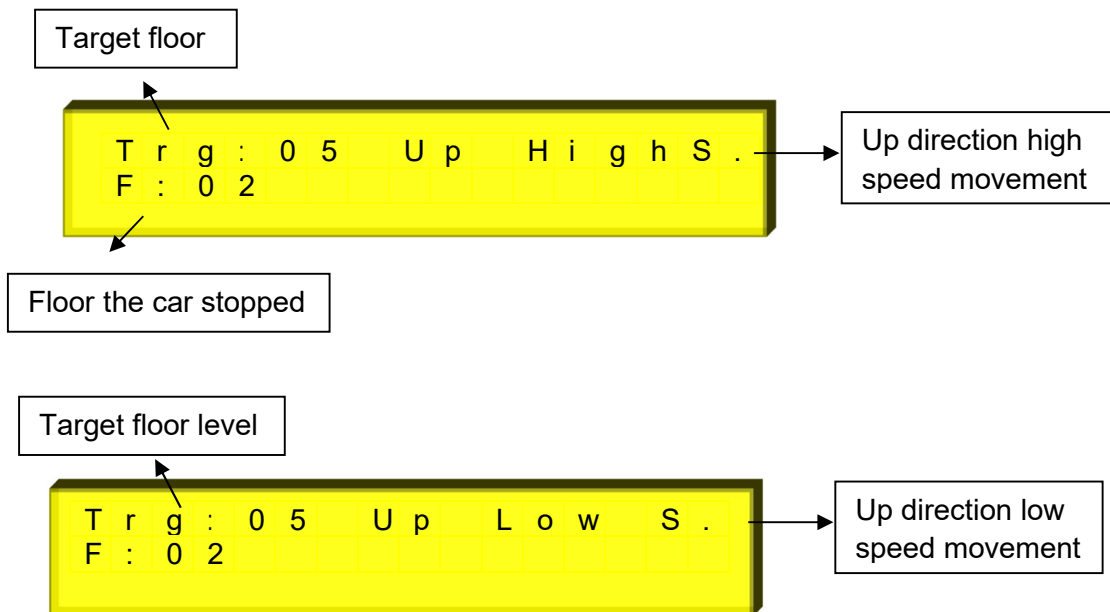 Target floor
Trg:05 Up HighS.
F:02
Up direction high
speed movement
Floor the car stopped
Target floor level
Trg:05 Up Low S.
F:02
Up direction low
speed movement